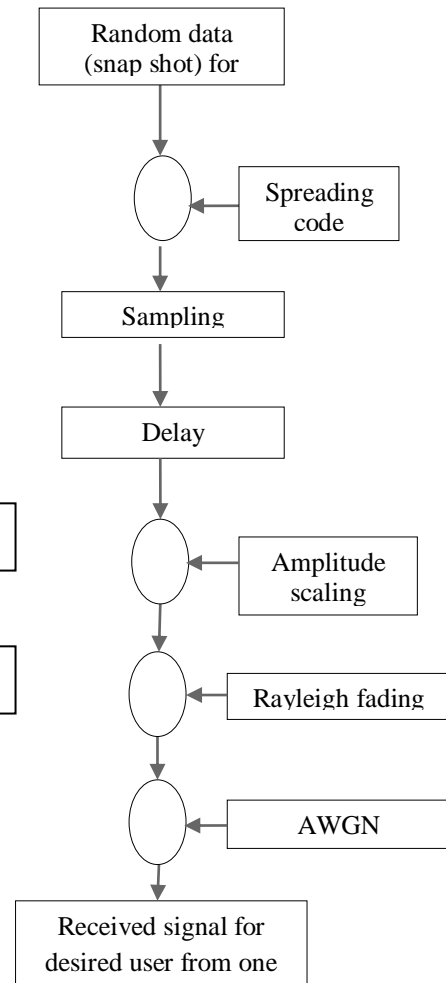 Random data
(snap shot) for
Spreading
code
Sampling
Delay
Amplitude
scaling
Rayleigh fading
AWGN
Received signal for
desired user from one